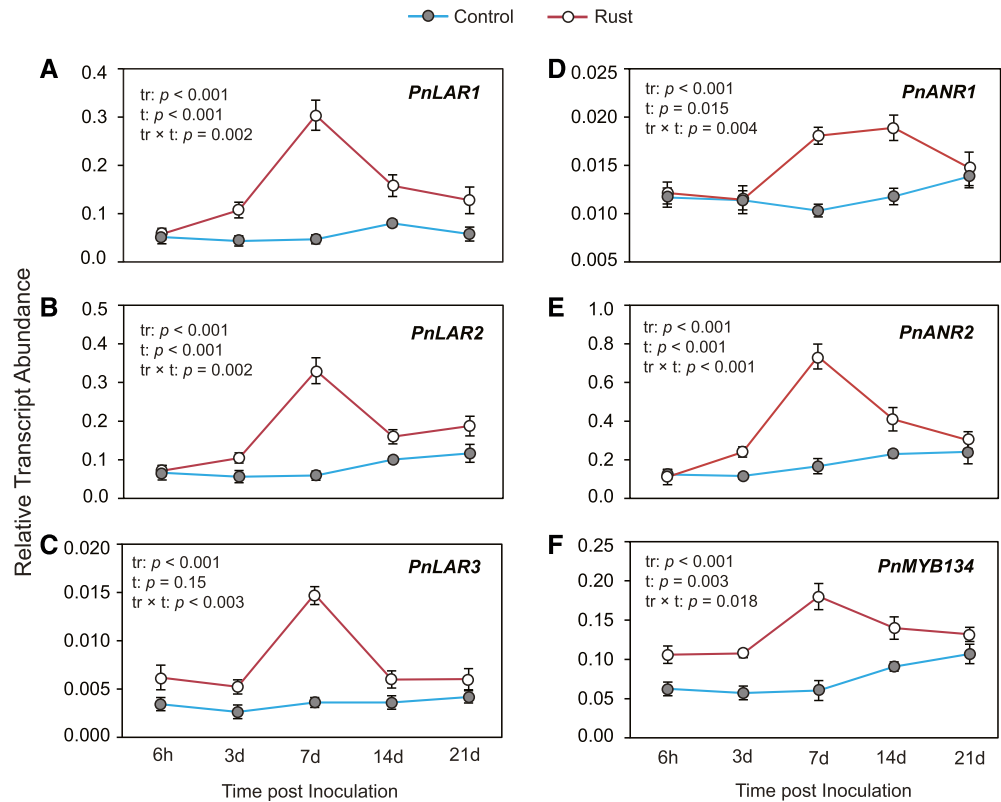 Control Rust
Relative Transcript Abundance
A
PnLAR1
tr: p < 0.001
t: p < 0.001
tr × t: p = 0.002
0.4
0.3
0.2
0.1
0.0
B
PnLAR2
tr: p < 0.001
t: p < 0.001
tr × t: p = 0.002
0.5
0.4
0.3
0.2
0.1
0.0
C
PnLAR3
tr: p < 0.001
t: p = 0.15
tr × t: p < 0.003
0.020
0.015
0.010
0.005
0.000
6h 3d 7d 14d 21d
Time post Inoculation
D
PnANR1
tr: p < 0.001
t: p = 0.015
tr × t: p = 0.004
0.025
0.020
0.015
0.010
0.005
E
PnANR2
tr: p < 0.001
t: p < 0.001
tr × t: p < 0.001
1.0
0.8
0.6
0.4
0.2
0.0
F
PnMYB134
tr: p < 0.001
t: p = 0.003
tr × t: p = 0.018
0.25
0.20
0.15
0.10
0.05
0.00
6h 3d 7d 14d 21d
Time post Inoculation